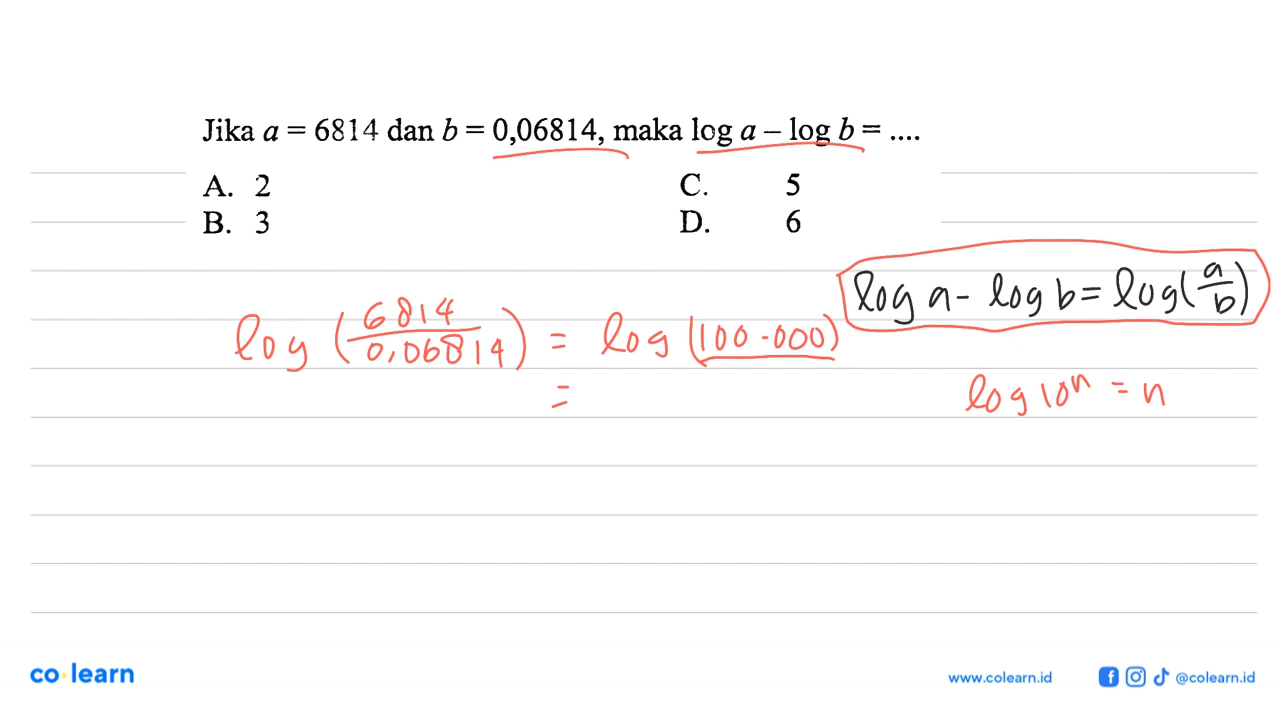 Jika a = 6814 dan b = 0,06814, maka log a – log b = ....
A. 2
C. 5
B. 3
D. 6
log a - log b = log(a/b)
log (6814/0,06814) = log (100.000)
=
log 10ⁿ = n
co·learn
www.colearn.id
@colearn.id